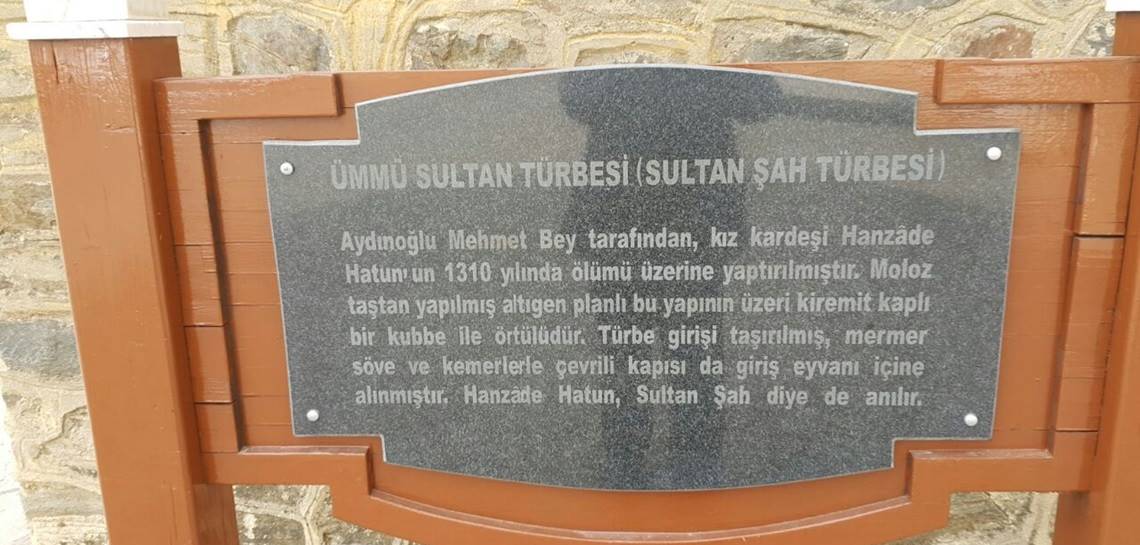 ÜMMÜ SULTAN TÜRBESİ (SULTAN ŞAH TÜRBESİ)
Aydınoğlu Mehmet Bey tarafından, kız kardeşi Hanzâde
Hatun'un 1310 yılında ölümü üzerine yaptırılmıştır. Moloz
taştan yapılmış altıgen planlı bu yapının üzeri kiremit kaplı
bir kubbe ile örtülüdür. Türbe girişi taşırılmış, mermer
söve ve kemerlerle çevrili kapısı da giriş eyvanı içine
alınmıştır. Hanzâde Hatun, Sultan Şah diye de anılır.